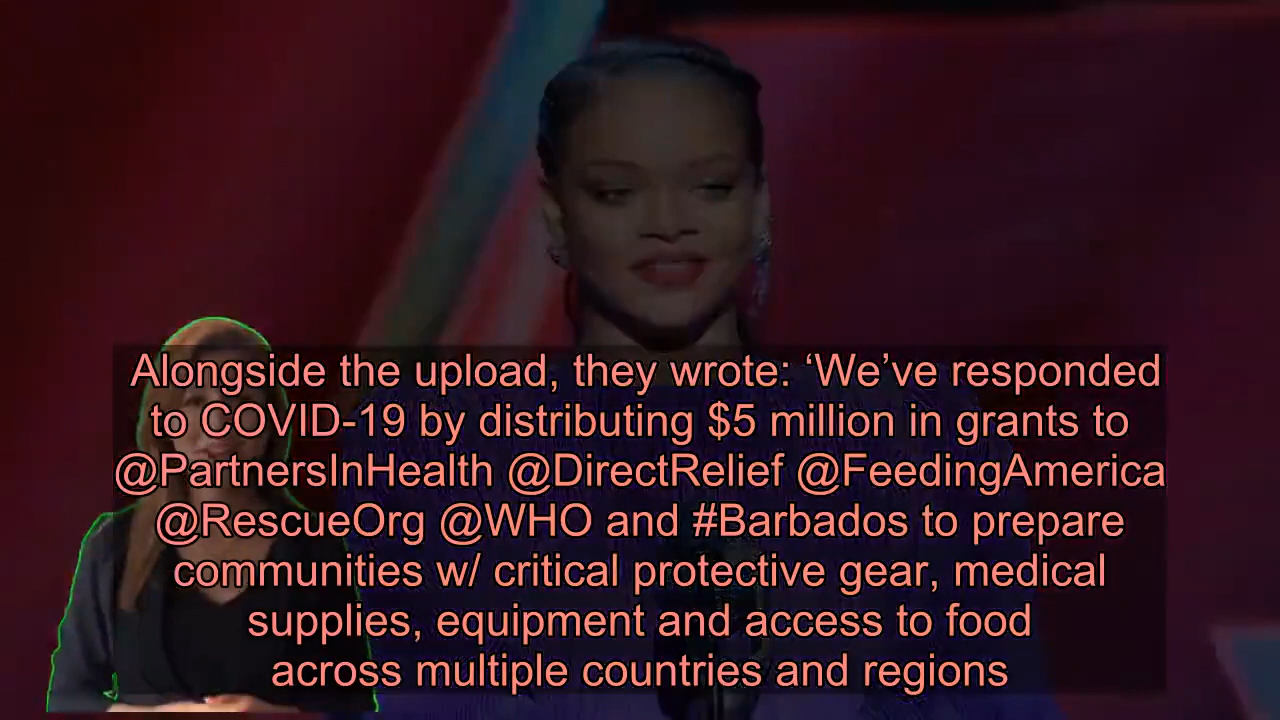 Alongside the upload, they wrote: ‘We’ve responded
to COVID-19 by distributing $5 million in grants to
@PartnersInHealth @DirectRelief @FeedingAmerica
@RescueOrg @WHO and #Barbados to prepare
communities w/ critical protective gear, medical
supplies, equipment and access to food
across multiple countries and regions